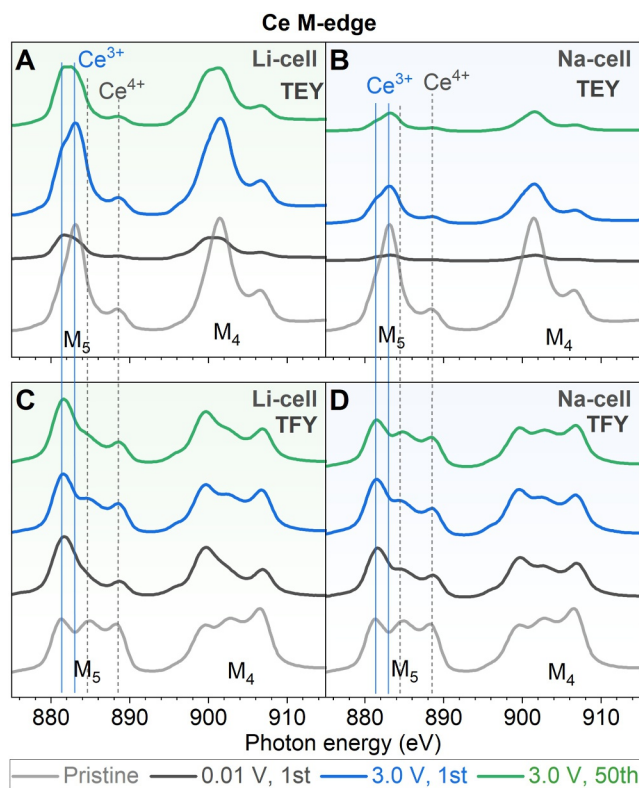 Ce M-edge
A
Ce3+
Ce4+
Li-cell
TEY
M5
M4
B
Ce3+
Ce4+
Na-cell
TEY
M5
M4
C
Li-cell
TFY
M5
M4
D
Na-cell
TFY
M5
M4
880 890 900 910 880 890 900 910
Photon energy (eV)
Pristine 0.01 V, 1st 3.0 V, 1st 3.0 V, 50th